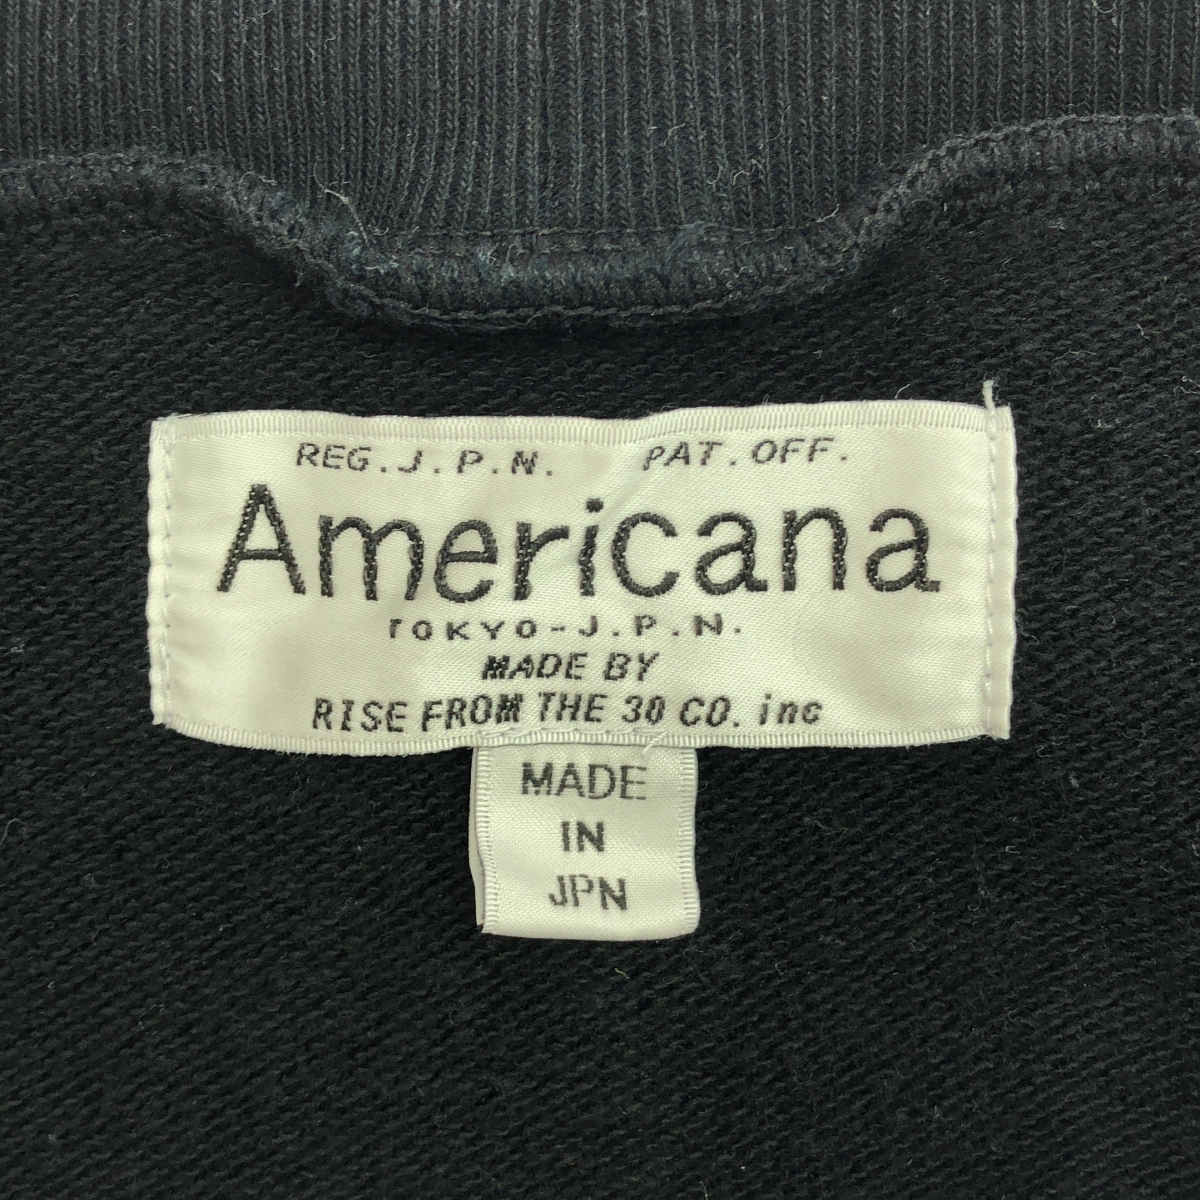 REG.J.P.N. PAT.OFF.
Americana
TOKYO-J.P.N.
MADE BY
RISE FROM THE 30 CO. inc
MADE
IN
JPN